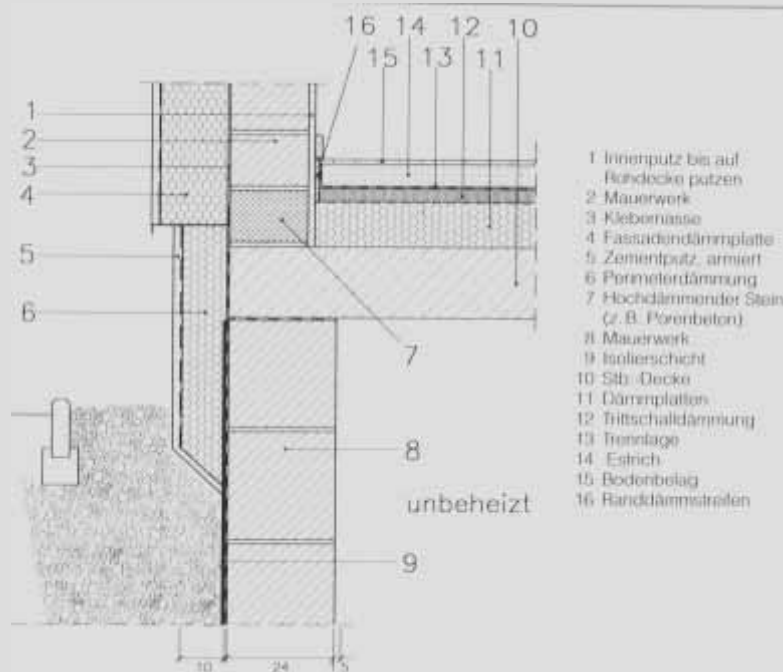 16 14 12 10
15 13 11
1
2
3
4
5
6
7
8
unbeheizt
9
10 24 1 5
1 Innenputz bis auf
Rohdecke putzen
2 Mauerwerk
3 Klebemasse
4 Fassadendämmplatte
5 Zementputz, armiert
6 Perimeterdämmung
7 Hochdämmender Stein
(z. B. Porenbeton)
8 Mauerwerk
9 Isolierschicht
10 Stb.-Decke
11 Dämmplatten
12 Trittschalldämmung
13 Trennlage
14 Estrich
15 Bodenbelag
16 Randdämmstreifen